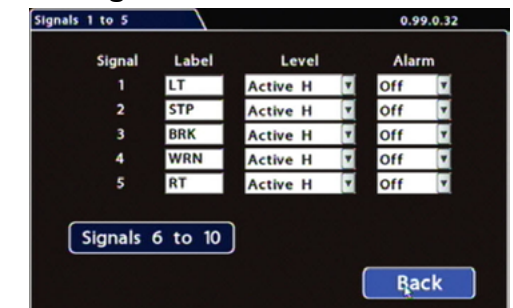 Signals 1 to 5 0.99.0.32
Signal Label Level Alarm
1 LT Active H Off
2 STP Active H Off
3 BRK Active H Off
4 WRN Active H Off
5 RT Active H Off
Signals 6 to 10
Back